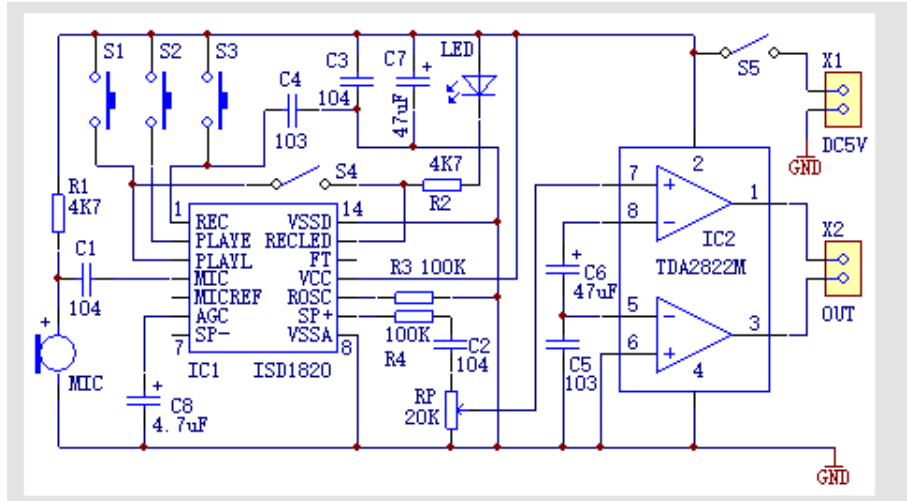 S1 S2 S3 C3 C7 LED
C4 104 47uF
103
S5
X1
DC5V
GND
R1
4K7
S4
4K7
R2
1 14
REC VSSD
PLAYE RECLED
PLAYL FT
MIC VCC
MICREF ROSC
AGC SP+
SP- VSSA
7 8
IC1 ISD1820
C1
104
+
MIC
+
C8
4.7uF
R3 100K
100K
R4
C2
104
RP
20K
+
C6
47uF
C5
103
2
7 + 1
8 -
IC2
TDA2822M
5 -
6 + 3
4
X2
OUT
GND